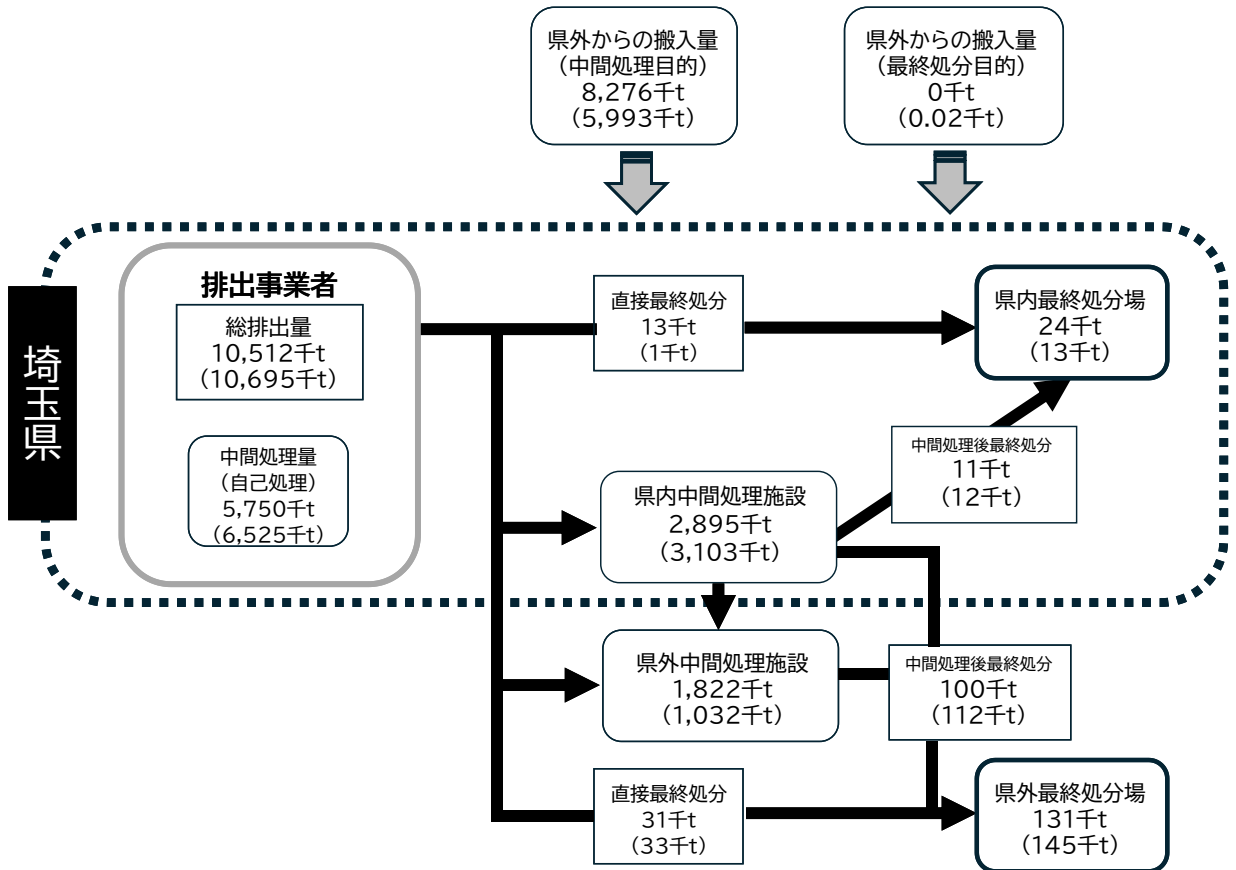 県外からの搬入量
（中間処理目的）
8,276千t
（5,993千t）
県外からの搬入量
（最終処分目的）
0千t
（0.02千t）
埼玉県
排出事業者
総排出量
10,512千t
（10,695千t）
中間処理量
（自己処理）
5,750千t
（6,525千t）
直接最終処分
13千t
（1千t）
県内最終処分場
24千t
（13千t）
中間処理後最終処分
11千t
（12千t）
県内中間処理施設
2,895千t
（3,103千t）
県外中間処理施設
1,822千t
（1,032千t）
中間処理後最終処分
100千t
（112千t）
直接最終処分
31千t
（33千t）
県外最終処分場
131千t
（145千t）